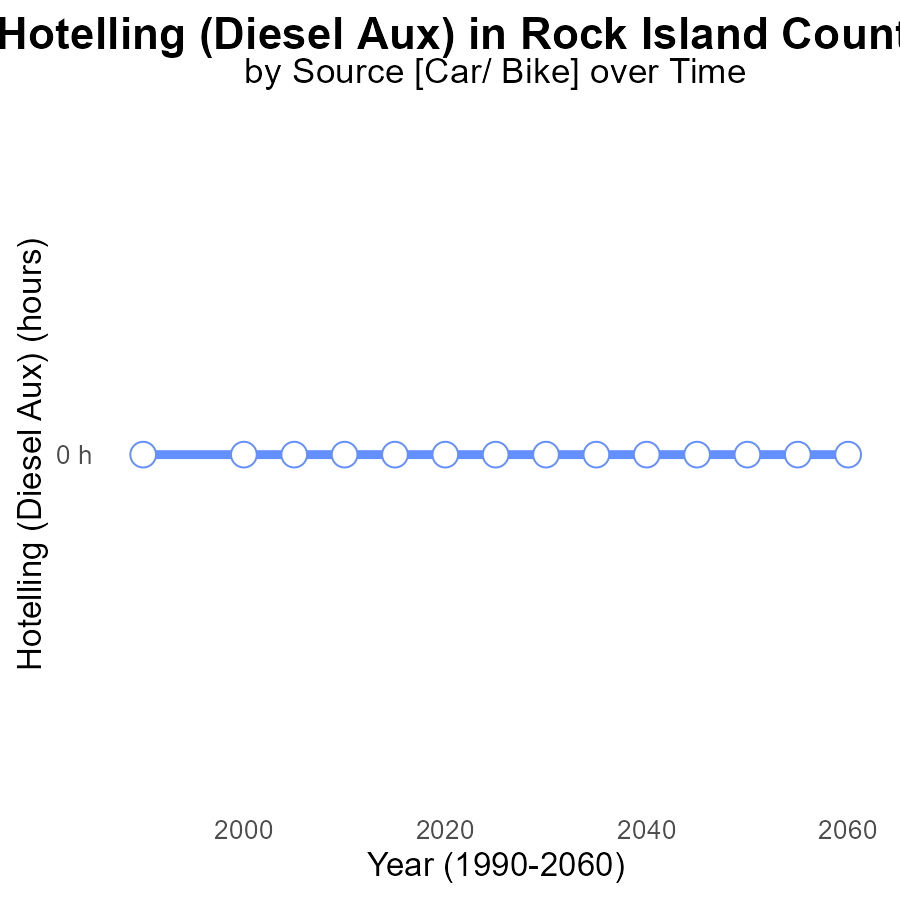 Hotelling (Diesel Aux) in Rock Island Count
by Source [Car/ Bike] over Time
Hotelling (Diesel Aux) (hours)
0 h
2000 2020 2040 2060
Year (1990-2060)